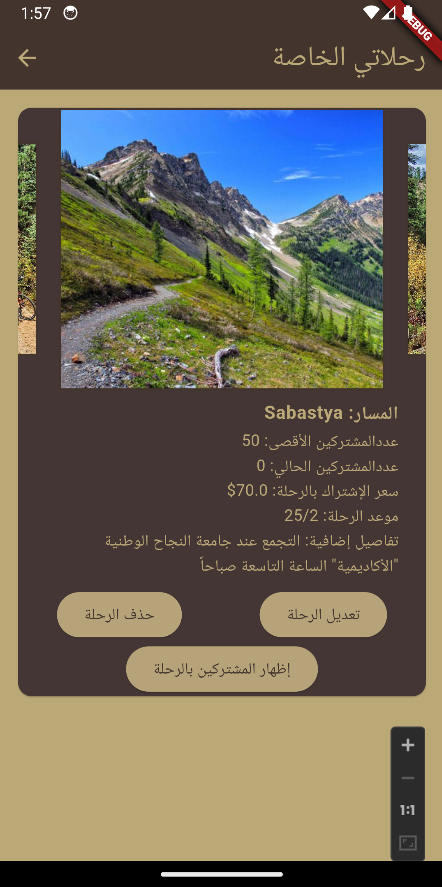 1:57
DEBUG
رحلاتي الخاصة
المسار: Sabastya
عددالمشتركين الأقصى: 50
عددالمشتركين الحالي: 0
سعر الإشتراك بالرحلة: 70.0$
موعد الرحلة: 25/2
تفاصيل إضافية: التجمع عند جامعة النجاح الوطنية
"الأكاديمية" الساعة التاسعة صباحاً
تعديل الرحلة
حذف الرحلة
إظهار المشتركين بالرحلة
1:1